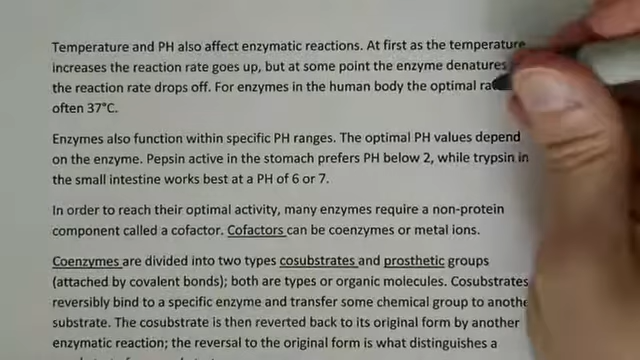 Temperature and PH also affect enzymatic reactions. At first as the temperature
increases the reaction rate goes up, but at some point the enzyme denatures
the reaction rate drops off. For enzymes in the human body the optimal
often 37°C.
Enzymes also function within specific PH ranges. The optimal PH values depend
on the enzyme. Pepsin active in the stomach prefers PH below 2, while trypsin in
the small intestine works best at a PH of 6 or 7.
In order to reach their optimal activity, many enzymes require a non-protein
component called a cofactor. Cofactors can be coenzymes or metal ions.
Coenzymes are divided into two types cosubstrates and prosthetic groups
(attached by covalent bonds); both are types or organic molecules. Cosubstrates
reversibly bind to a specific enzyme and transfer some chemical group to
substrate. The cosubstrate is then reverted back to its original form by another
enzymatic reaction; the reversal to the original form is what distinguishes a